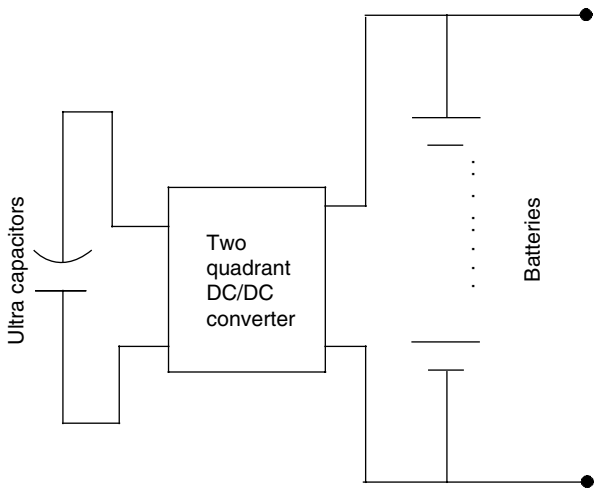 Ultra capacitors
Two
quadrant
DC/DC
converter
Batteries